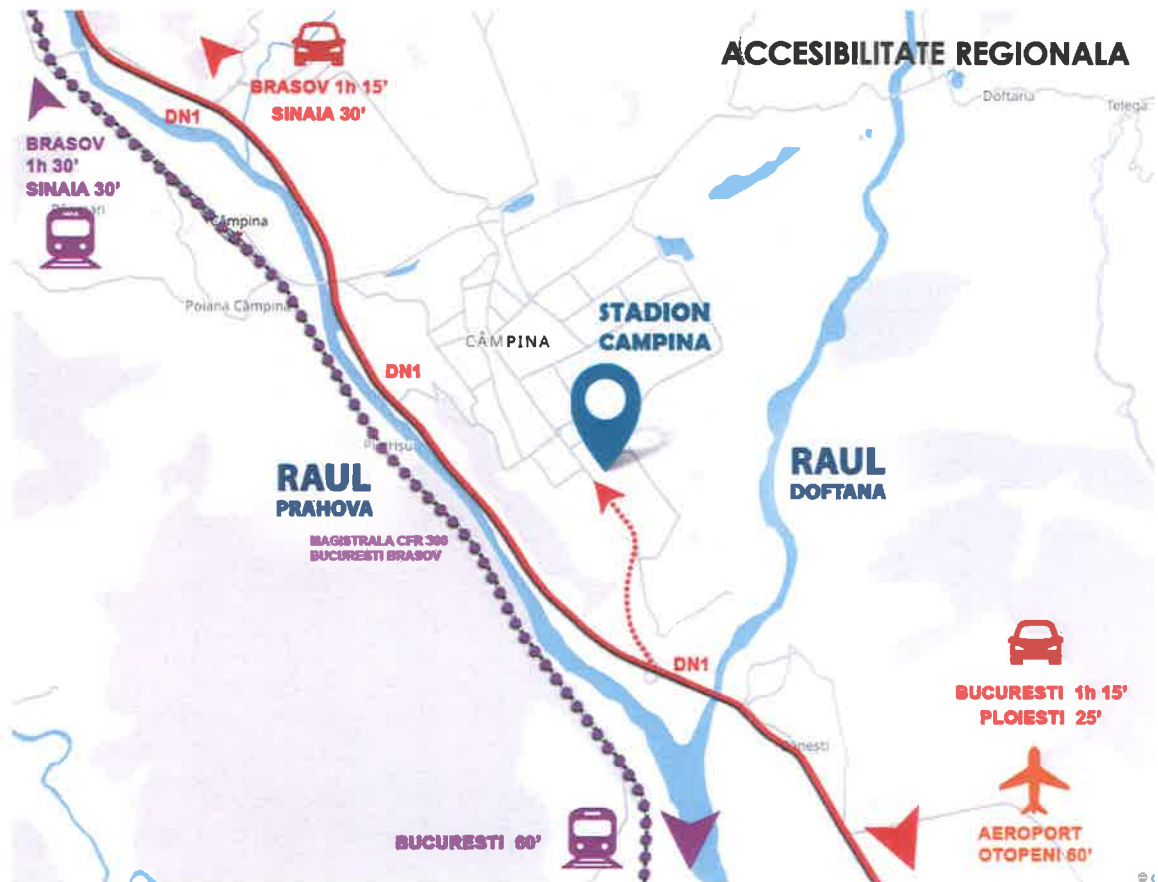 ACCESIBILITATE REGIONALA
Doftana
Telega
BRASOV 1h 15'
SINAIA 30'
DN1
BRASOV
1h 30'
SINAIA 30'
Câmpina
Poiana Câmpina
STADION
CAMPINA
CÂMPINA
DN1
RAUL
PRAHOVA
RAUL
DOFTANA
MAGISTRALA CFR 300
BUCURESTI BRASOV
DN1
BUCURESTI 1h 15'
PLOIESTI 25'
BUCURESTI 60'
AEROPORT
OTOPENI 60'